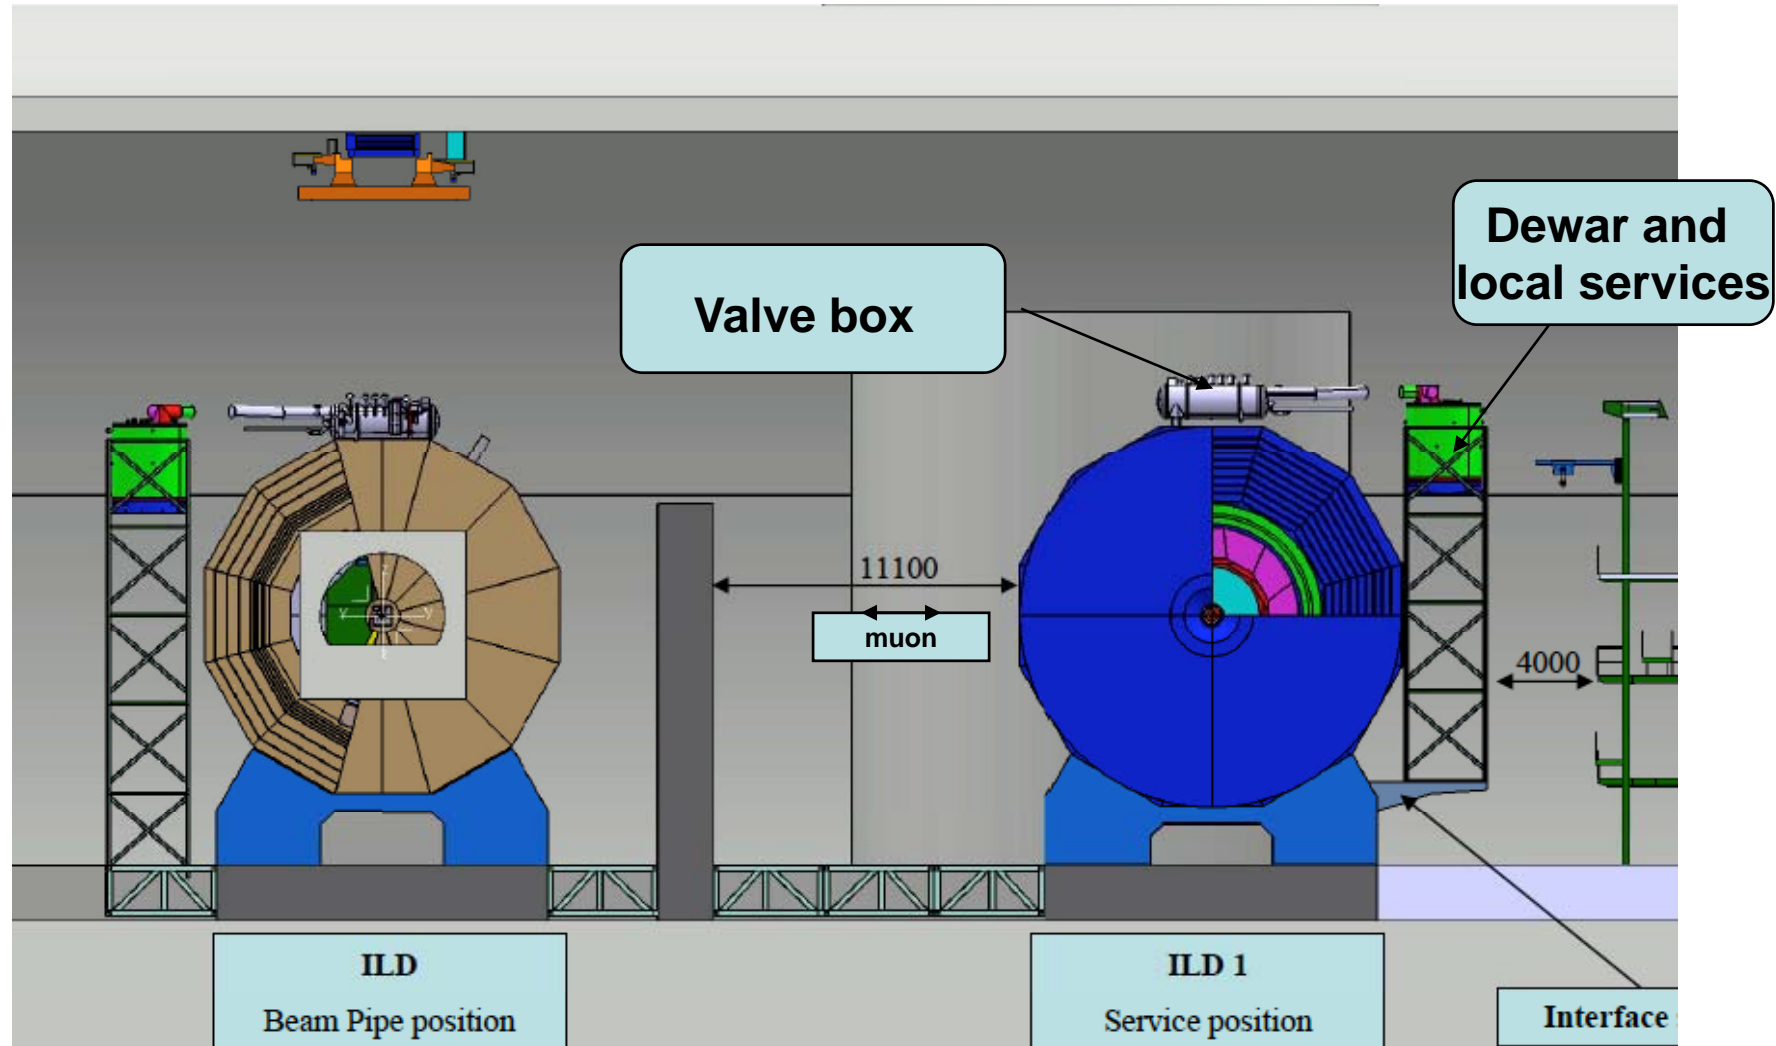 Dewar and
local services
Valve box
11100
muon
4000
ILD
Beam Pipe position
ILD 1
Service position
Interface